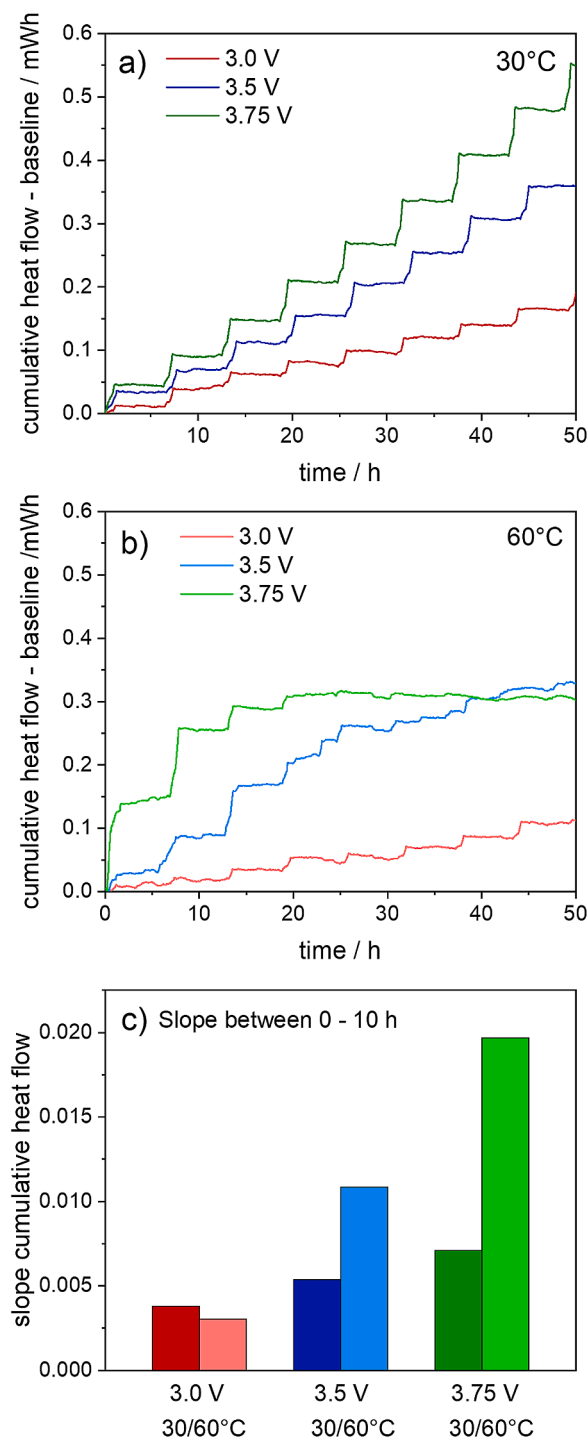 a)
30°C
3.0 V
3.5 V
3.75 V
cumulative heat flow - baseline / mWh
0.6
0.5
0.4
0.3
0.2
0.1
0.0
10
20
30
40
50
time / h
b)
60°C
3.0 V
3.5 V
3.75 V
cumulative heat flow - baseline /mWh
0.6
0.5
0.4
0.3
0.2
0.1
0.0
0
10
20
30
40
50
time / h
c) Slope between 0 - 10 h
slope cumulative heat flow
0.020
0.015
0.010
0.005
0.000
3.0 V
3.5 V
3.75 V
30/60°C
30/60°C
30/60°C